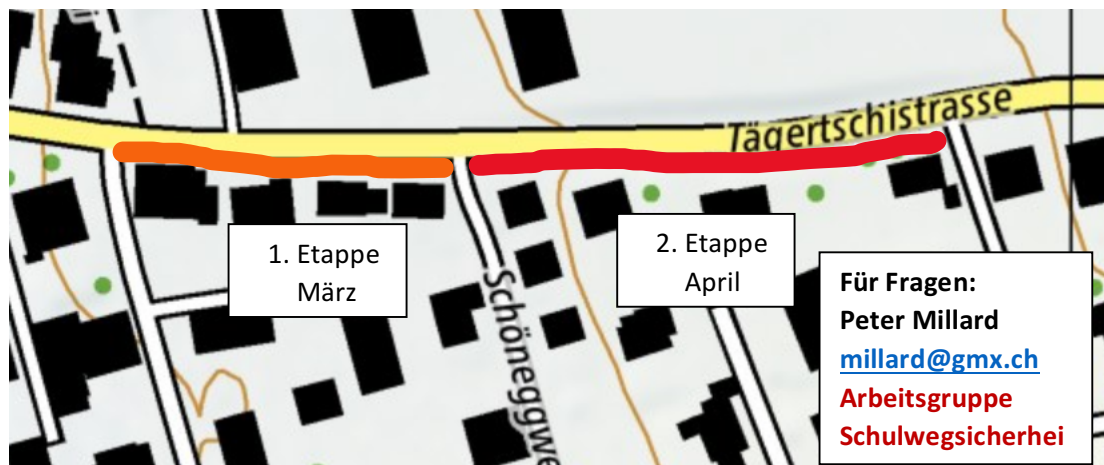 Tägertschistrasse
1. Etappe
März
2. Etappe
April
Schöneggwe
Für Fragen:
Peter Millard
millard@gmx.ch
Arbeitsgruppe
Schulwegsicherhei